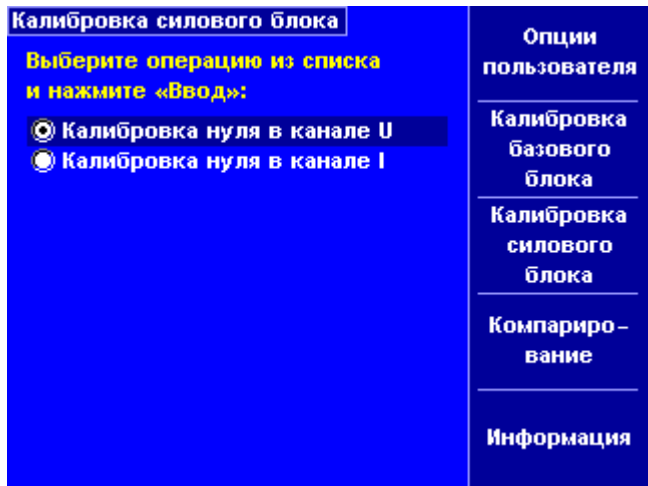 Калибровка силового блока
Выберите операцию из списка
и нажмите «Ввод»:
Калибровка нуля в канале U
Калибровка нуля в канале I
Опции
пользователя
Калибровка
базового
блока
Калибровка
силового
блока
Компариро-
вание
Информация